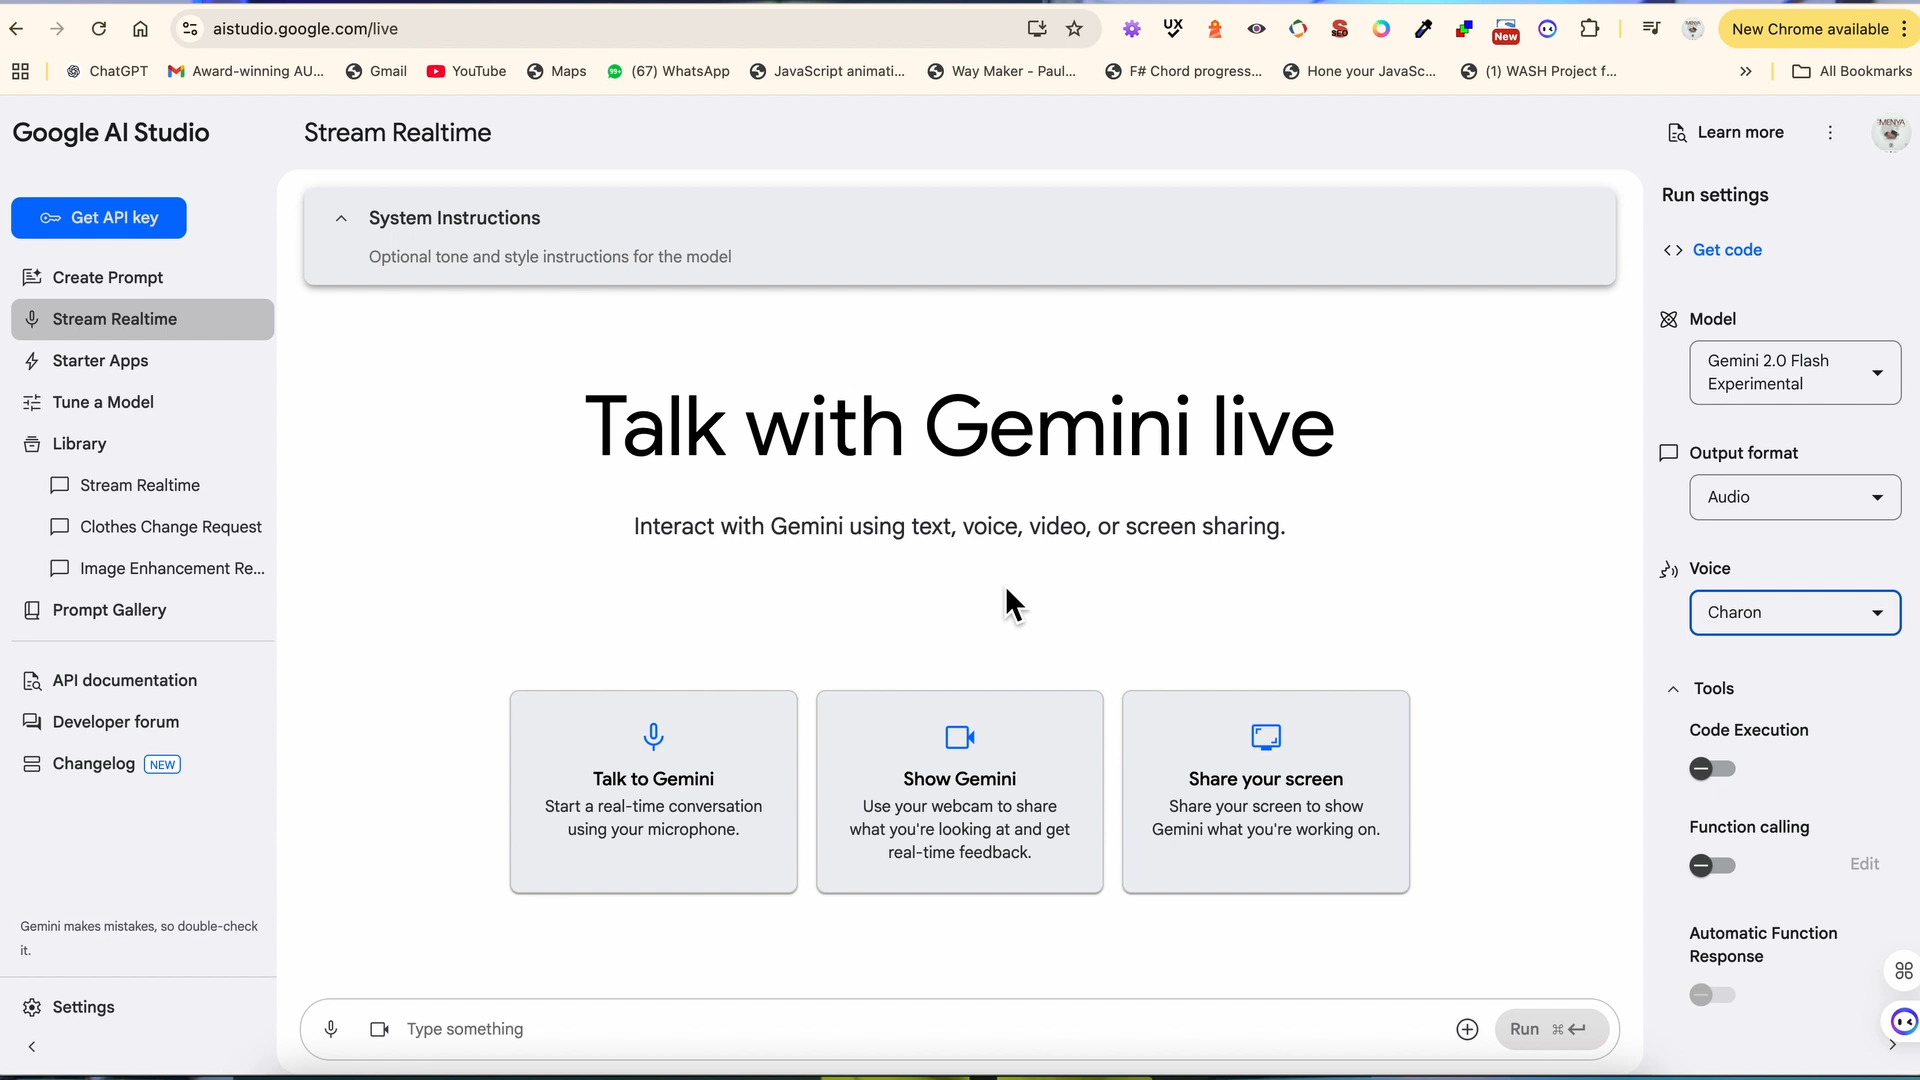 aistudio.google.com/live
UX
SEO
New
New Chrome available
ChatGPT
Award-winning AU...
Gmail
YouTube
Maps
99+
(67) WhatsApp
JavaScript animati...
Way Maker - Paul...
F# Chord progress...
Hone your JavaSc...
(1) WASH Project f...
All Bookmarks
Google AI Studio
Stream Realtime
Learn more
Get API key
Create Prompt
Stream Realtime
Starter Apps
Tune a Model
Library
Stream Realtime
Clothes Change Request
Image Enhancement Re...
Prompt Gallery
API documentation
Developer forum
Changelog NEW
Gemini makes mistakes, so double-check
it.
Settings
System Instructions
Optional tone and style instructions for the model
Talk with Gemini live
Interact with Gemini using text, voice, video, or screen sharing.
Talk to Gemini
Start a real-time conversation
using your microphone.
Show Gemini
Use your webcam to share
what you're looking at and get
real-time feedback.
Share your screen
Share your screen to show
Gemini what you're working on.
Type something
Run ⌘ ↵
Run settings
<> Get code
Model
Gemini 2.0 Flash
Experimental
Output format
Audio
Voice
Charon
Tools
Code Execution
Function calling
Edit
Automatic Function
Response